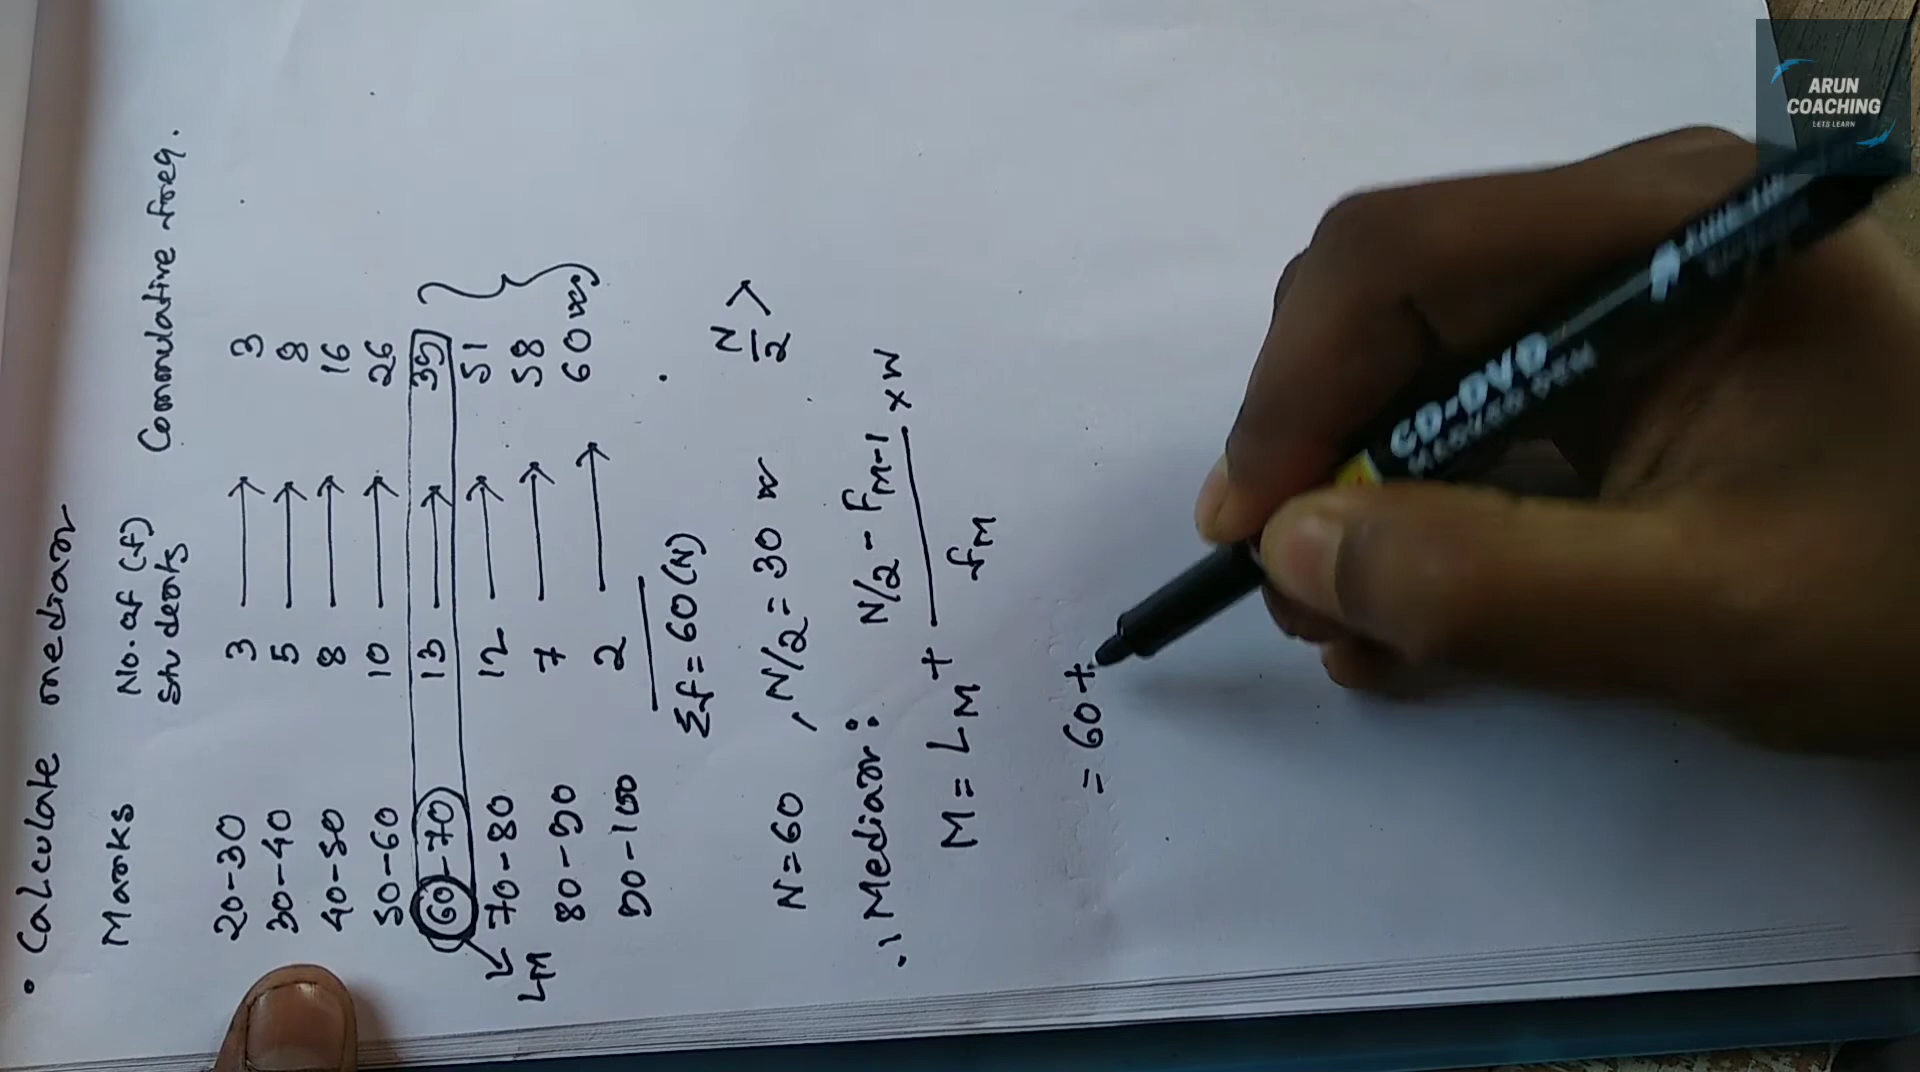 • Calculate median
Marks No. of (f) Students Commulative freq.
20-30 3 → 3
30-40 5 → 8
40-50 8 → 16
50-60 10 → 26
60-70 13 → 39
70-80 12 → 51
80-90 7 → 58
90-100 2 → 60
LM
Σf = 60 (N)
N = 60 , N/2 = 30
N/2 >
∴ Median :
M = LM + N/2 - FM-1 / fM × W
= 60 +
CD-DVD
MARKER PEN
ARUN
COACHING
LETS LEARN